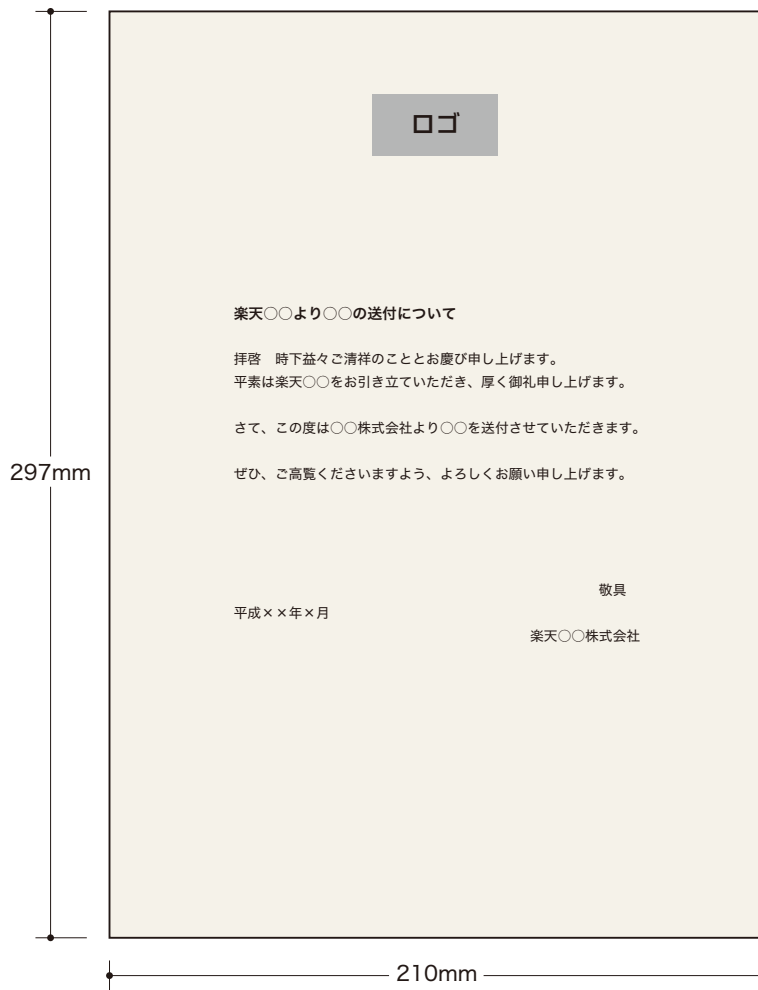 ロゴ
楽天○○より○○の送付について
拝啓　時下益々ご清祥のこととお慶び申し上げます。
平素は楽天○○をお引き立ていただき、厚く御礼申し上げます。
さて、この度は○○株式会社より○○を送付させていただきます。
ぜひ、ご高覧くださいますよう、よろしくお願い申し上げます。
敬具
平成××年×月
楽天○○株式会社
297mm
210mm